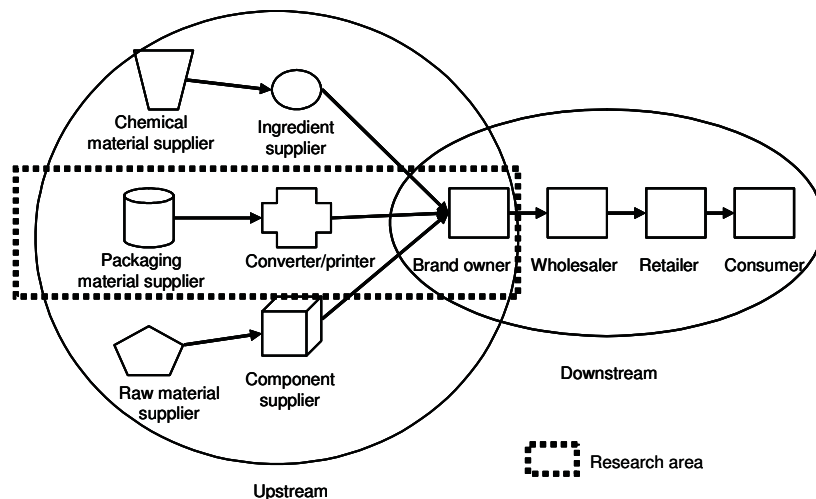 Chemical
material supplier
Ingredient
supplier
Packaging
material supplier
Converter/printer
Brand owner
Wholesaler
Retailer
Consumer
Raw material
supplier
Component
supplier
Downstream
Research area
Upstream